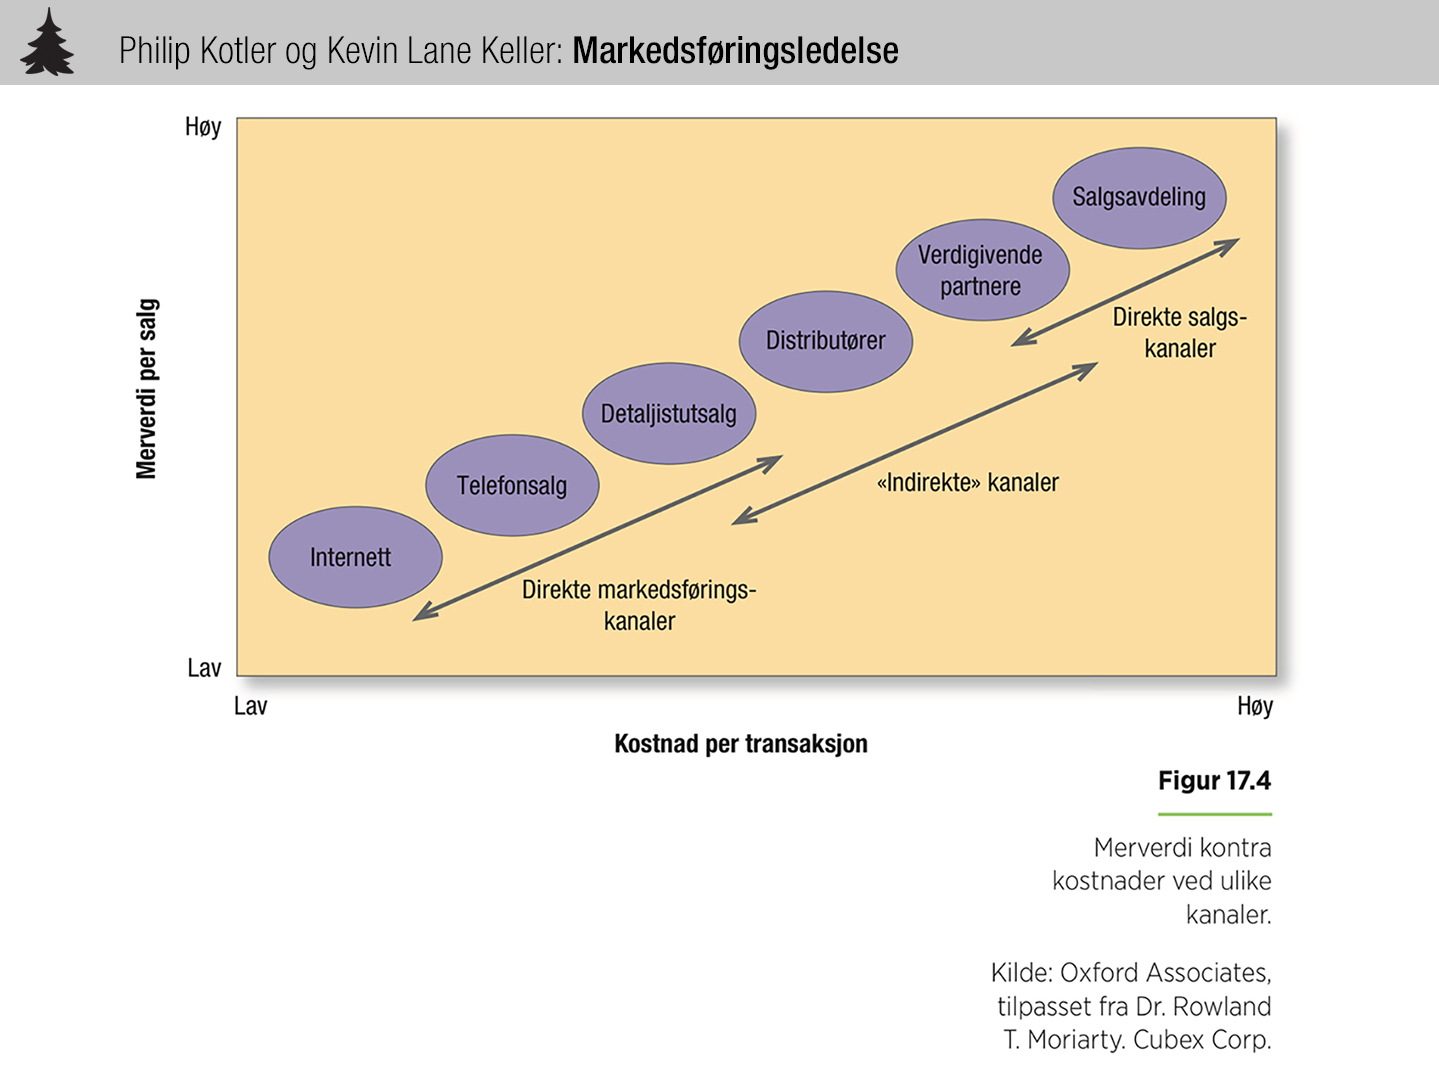 Philip Kotler og Kevin Lane Keller: Markedsføringsledelse
Høy
Merverdi per salg
Salgsavdeling
Verdigivende
partnere
Direkte salgs-
kanaler
Distributører
Detaljistutsalg
«Indirekte» kanaler
Telefonsalg
Internett
Direkte markedsførings-
kanaler
Lav
Lav
Høy
Kostnad per transaksjon
Figur 17.4
Merverdi kontra
kostnader ved ulike
kanaler.
Kilde: Oxford Associates,
tilpasset fra Dr. Rowland
T. Moriarty. Cubex Corp.